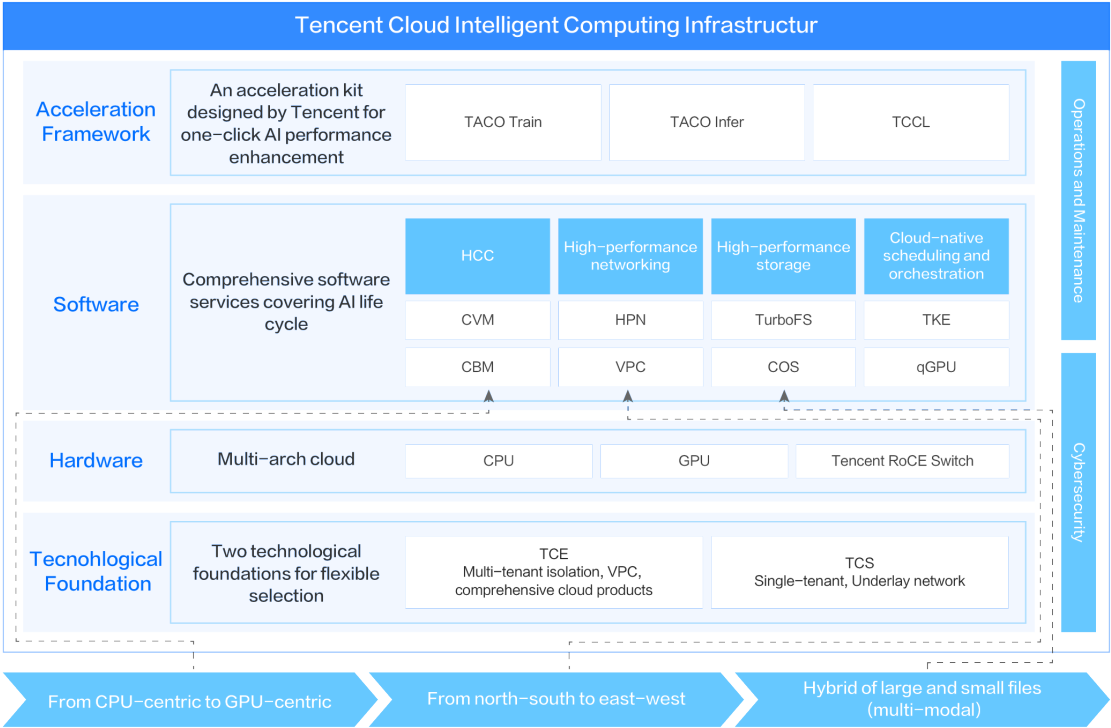 Tencent Cloud Intelligent Computing Infrastructur
Acceleration
Framework
An acceleration kit
designed by Tencent for
one-click AI performance
enhancement
TACO Train
TACO Infer
TCCL
Operations and Maintenance
Software
Comprehensive software
services covering AI life
cycle
HCC
High-performance
networking
High-performance
storage
Cloud-native
scheduling and
orchestration
CVM
HPN
TurboFS
TKE
CBM
VPC
COS
qGPU
Cybersecurity
Hardware
Multi-arch cloud
CPU
GPU
Tencent RoCE Switch
Tecnohlogical
Foundation
Two technological
foundations for flexible
selection
TCE
Multi-tenant isolation, VPC,
comprehensive cloud products
TCS
Single-tenant, Underlay network
From CPU-centric to GPU-centric
From north-south to east-west
Hybrid of large and small files
(multi-modal)